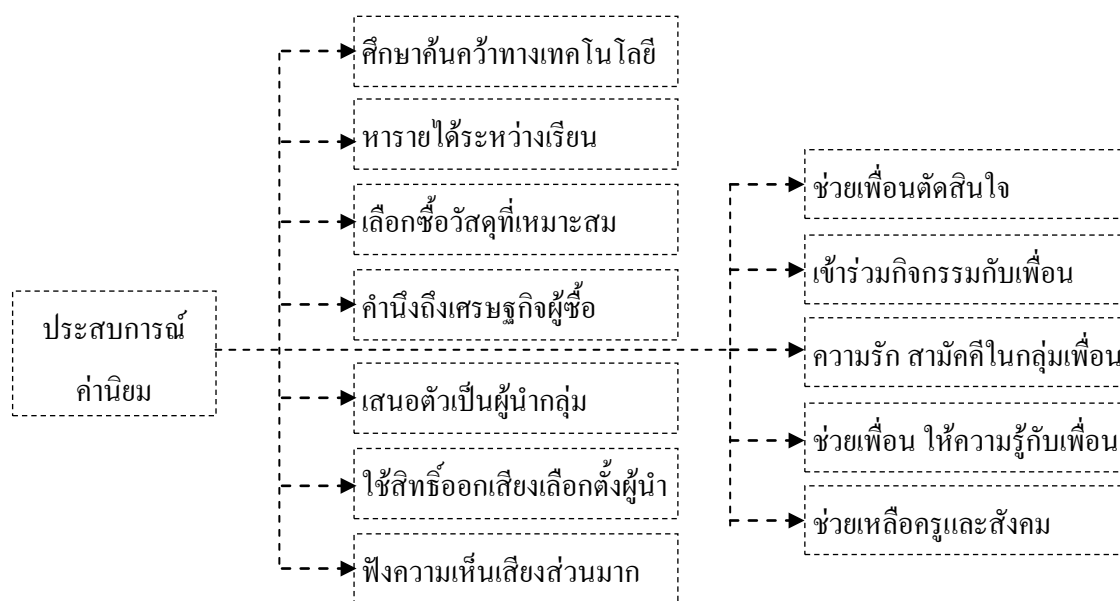 ประสบการณ์
ค่านิยม
ศึกษาค้นคว้าทางเทคโนโลยี
หารายได้ระหว่างเรียน
เลือกซื้อวัสดุที่เหมาะสม
คำนึงถึงเศรษฐกิจผู้ซื้อ
เสนอตัวเป็นผู้นำกลุ่ม
ใช้สิทธิ์ออกเสียงเลือกตั้งผู้นำ
ฟังความเห็นเสียงส่วนมาก
ช่วยเพื่อนตัดสินใจ
เข้าร่วมกิจกรรมกับเพื่อน
ความรัก สามัคคีในกลุ่มเพื่อน
ช่วยเพื่อน ให้ความรู้กับเพื่อน
ช่วยเหลือครูและสังคม